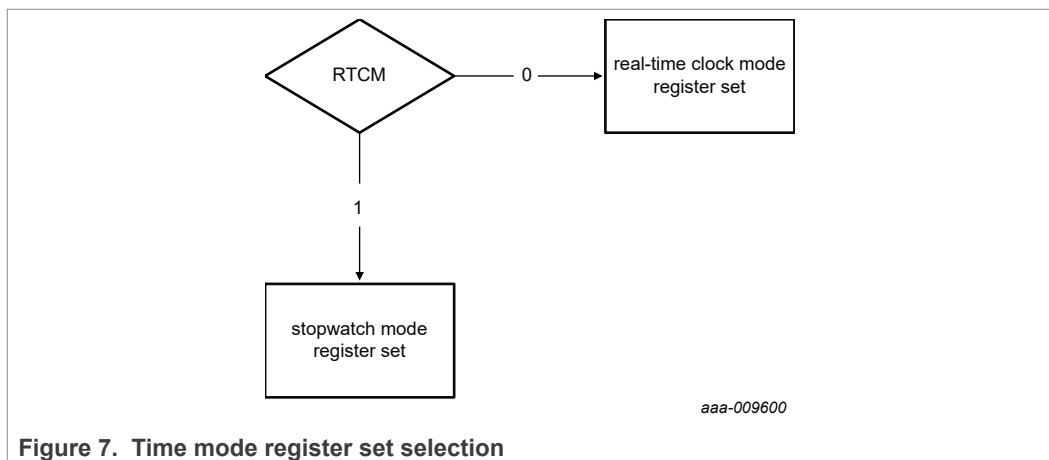 RTCM
0
real-time clock mode
register set
1
stopwatch mode
register set
aaa-009600
Figure 7. Time mode register set selection